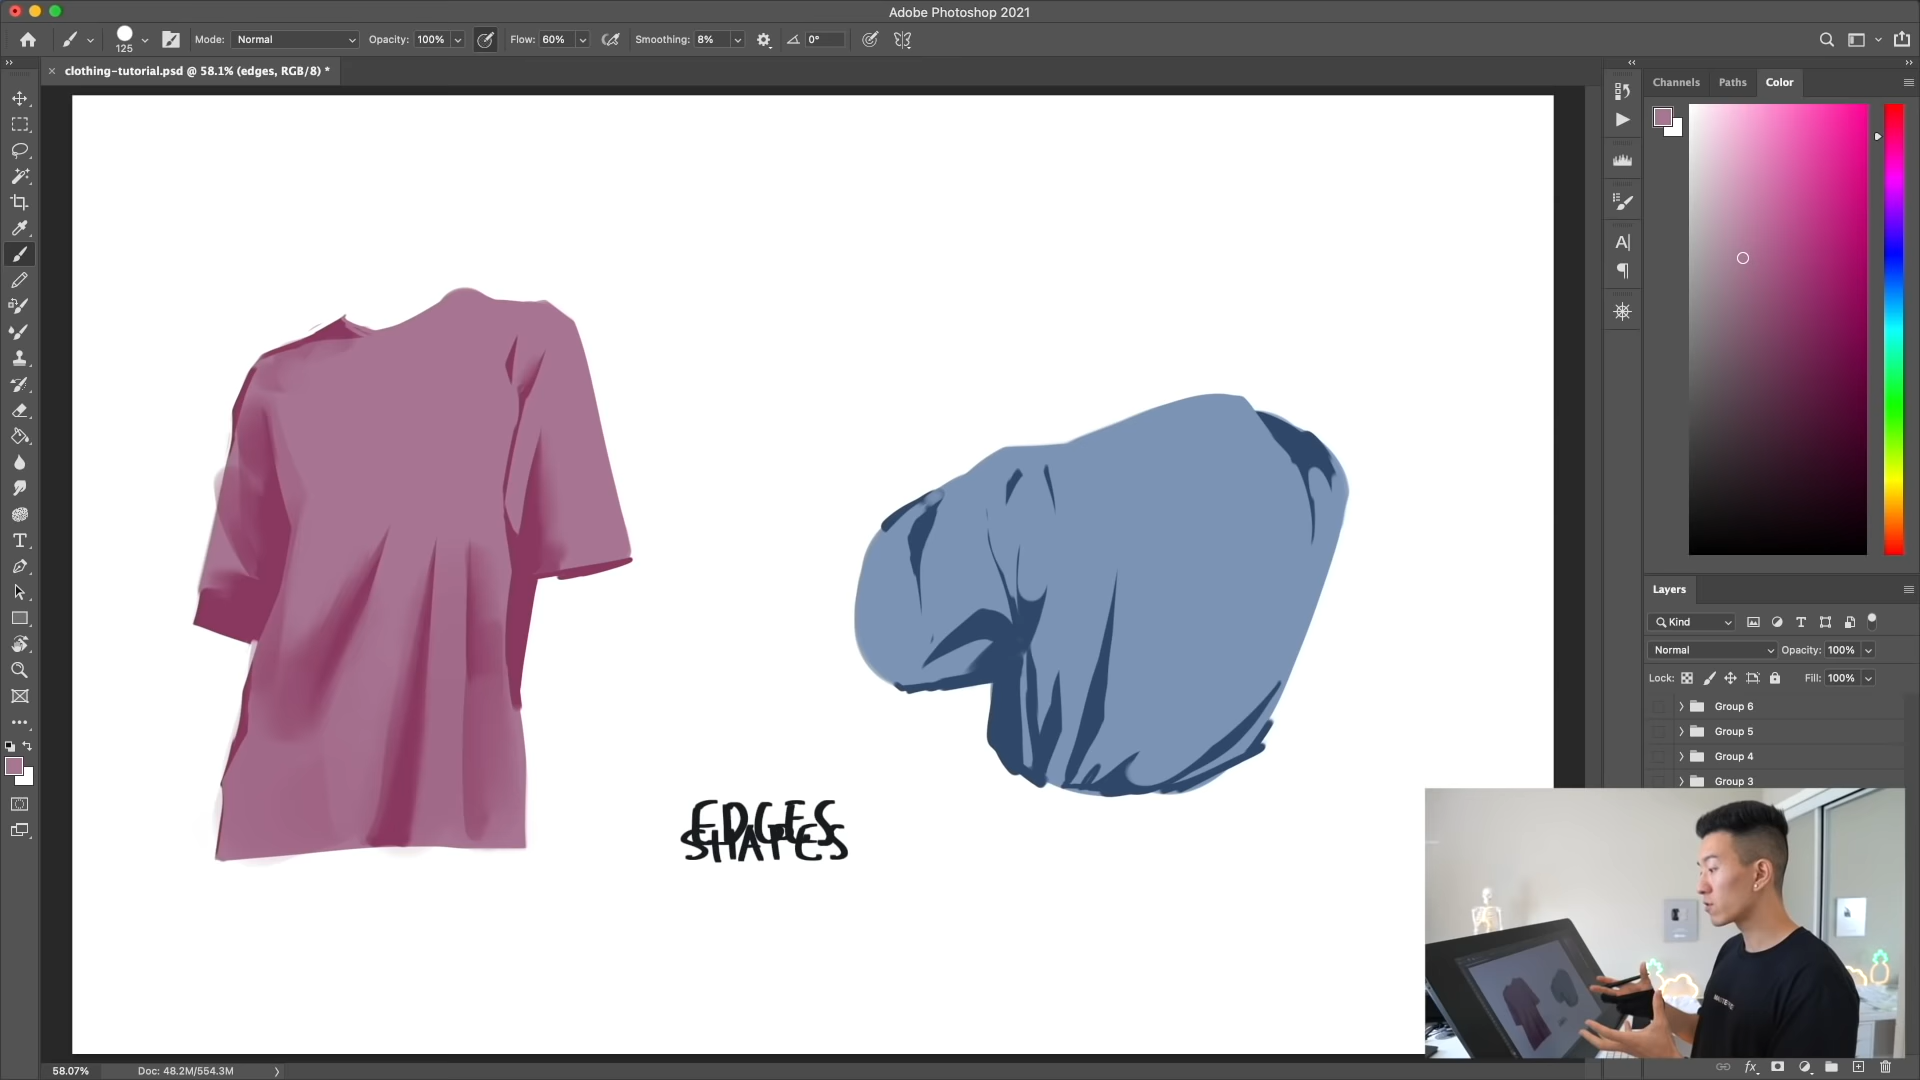 Adobe Photoshop 2021
125
Mode: Normal
Opacity: 100%
Flow: 60%
Smoothing: 8%
0°
clothing-tutorial.psd @ 58.1% (edges, RGB/8) *
Channels
Paths
Color
EDGES
SHAPES
Layers
Kind
Normal
Opacity: 100%
Lock:
Fill: 100%
Group 6
Group 5
Group 4
Group 3
58.07%
Doc: 48.2M/554.3M